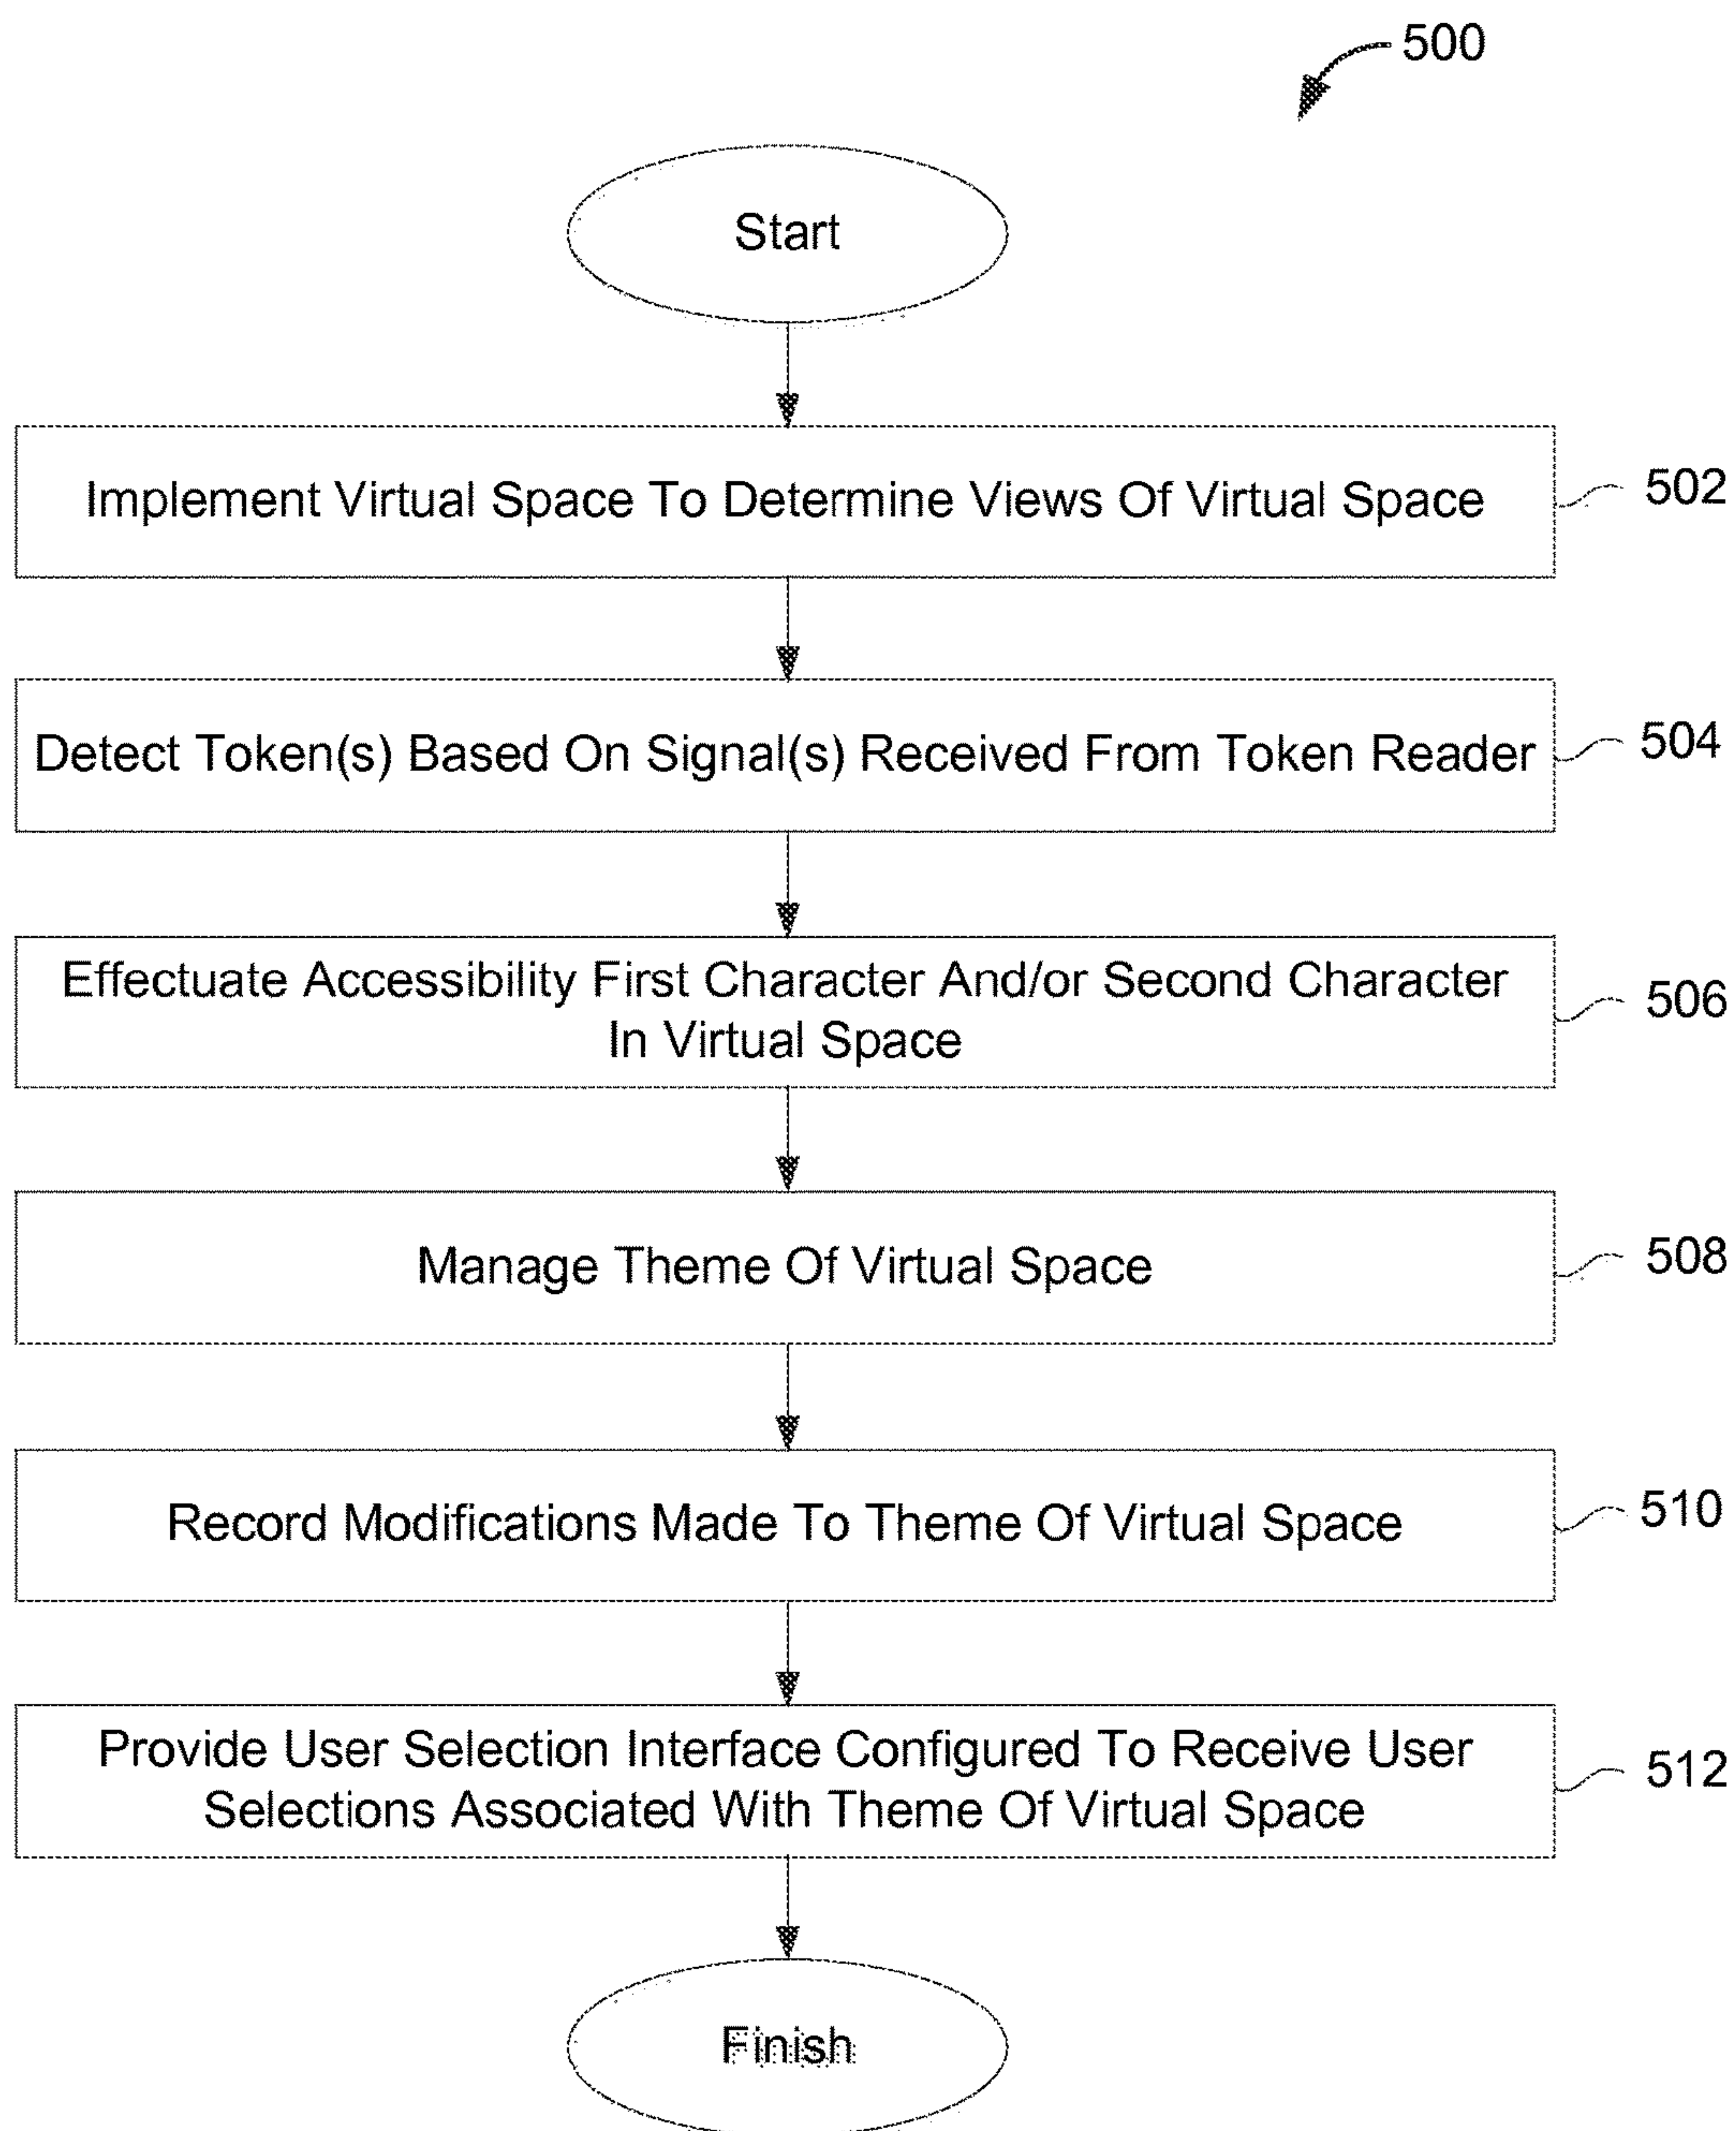 500
Start
Implement Virtual Space To Determine Views Of Virtual Space
502
Detect Token(s) Based On Signal(s) Received From Token Reader
504
Effectuate Accessibility First Character And/or Second Character
In Virtual Space
506
Manage Theme Of Virtual Space
508
Record Modifications Made To Theme Of Virtual Space
510
Provide User Selection Interface Configured To Receive User
Selections Associated With Theme Of Virtual Space
512
Finish